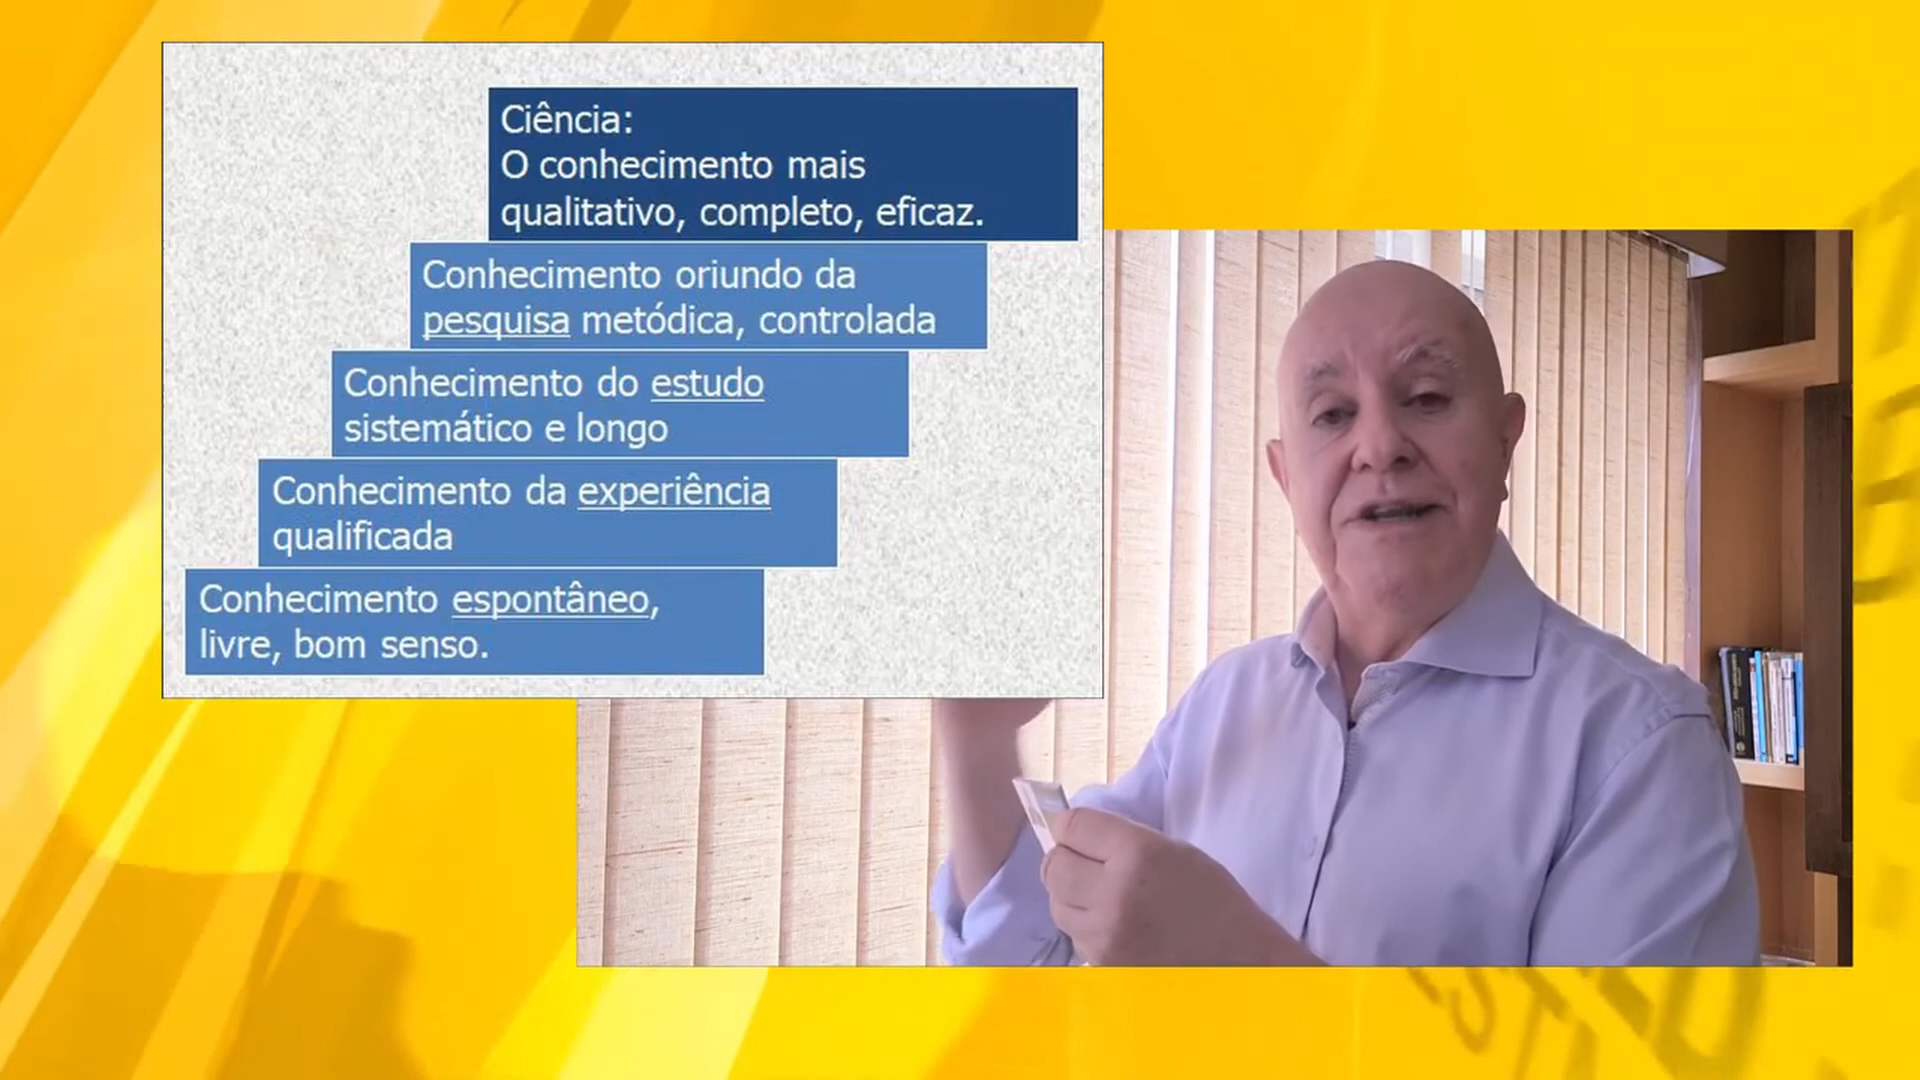 Ciência:
O conhecimento mais
qualitativo, completo, eficaz.
Conhecimento oriundo da
pesquisa metódica, controlada
Conhecimento do estudo
sistemático e longo
Conhecimento da experiência
qualificada
Conhecimento espontâneo,
livre, bom senso.